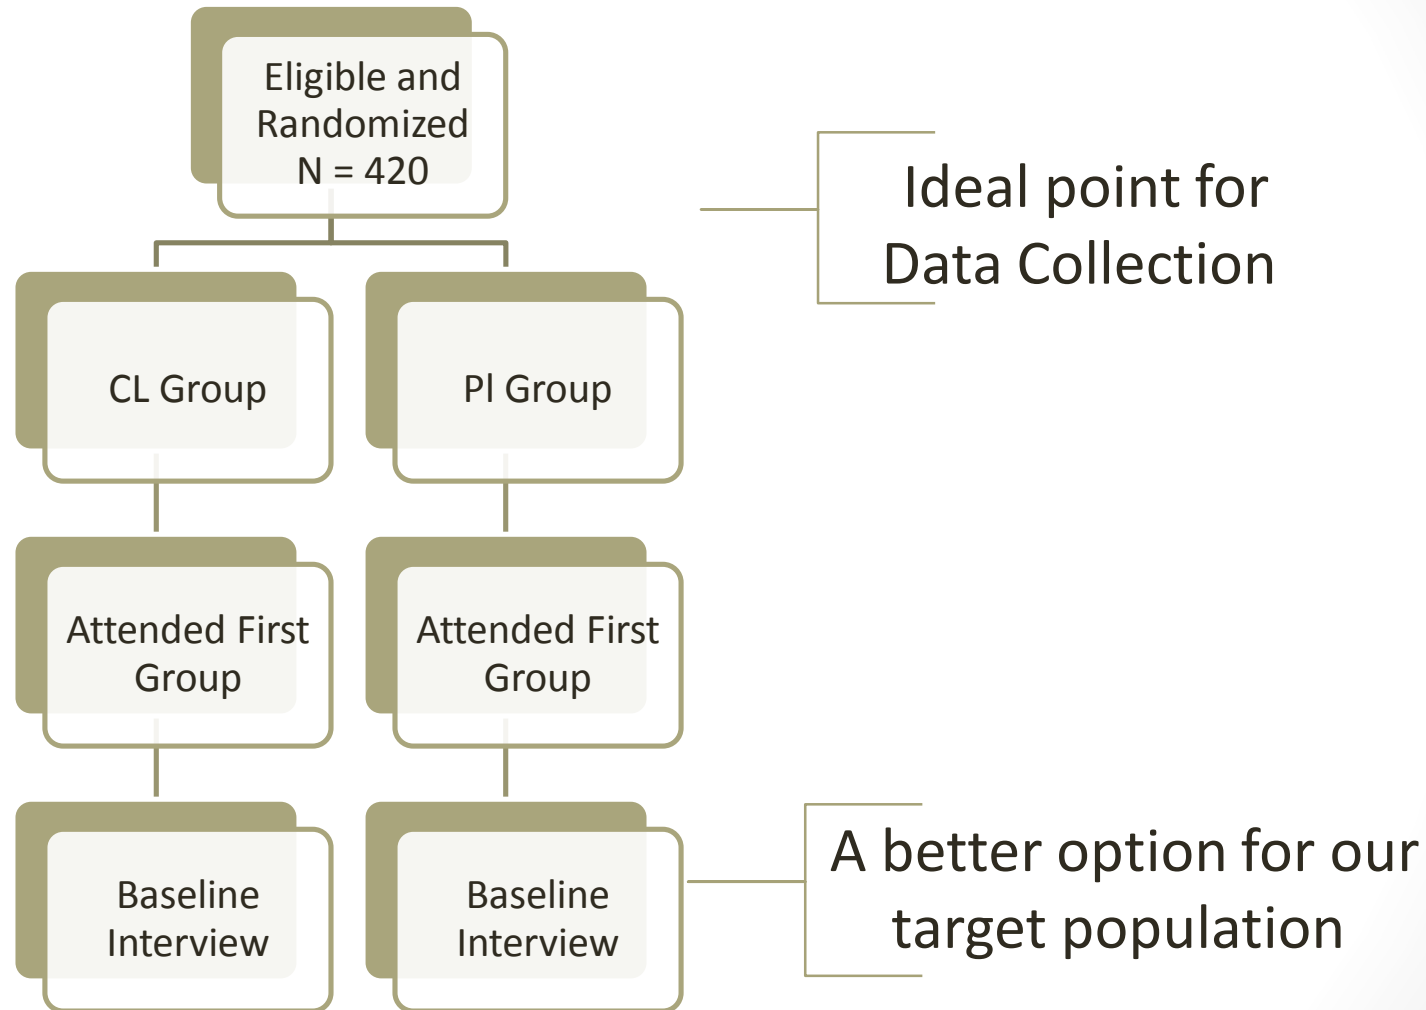 Eligible and
Randomized
N = 420
Ideal point for
Data Collection
CL Group
Pl Group
Attended First
Group
Attended First
Group
Baseline
Interview
Baseline
Interview
A better option for our
target population